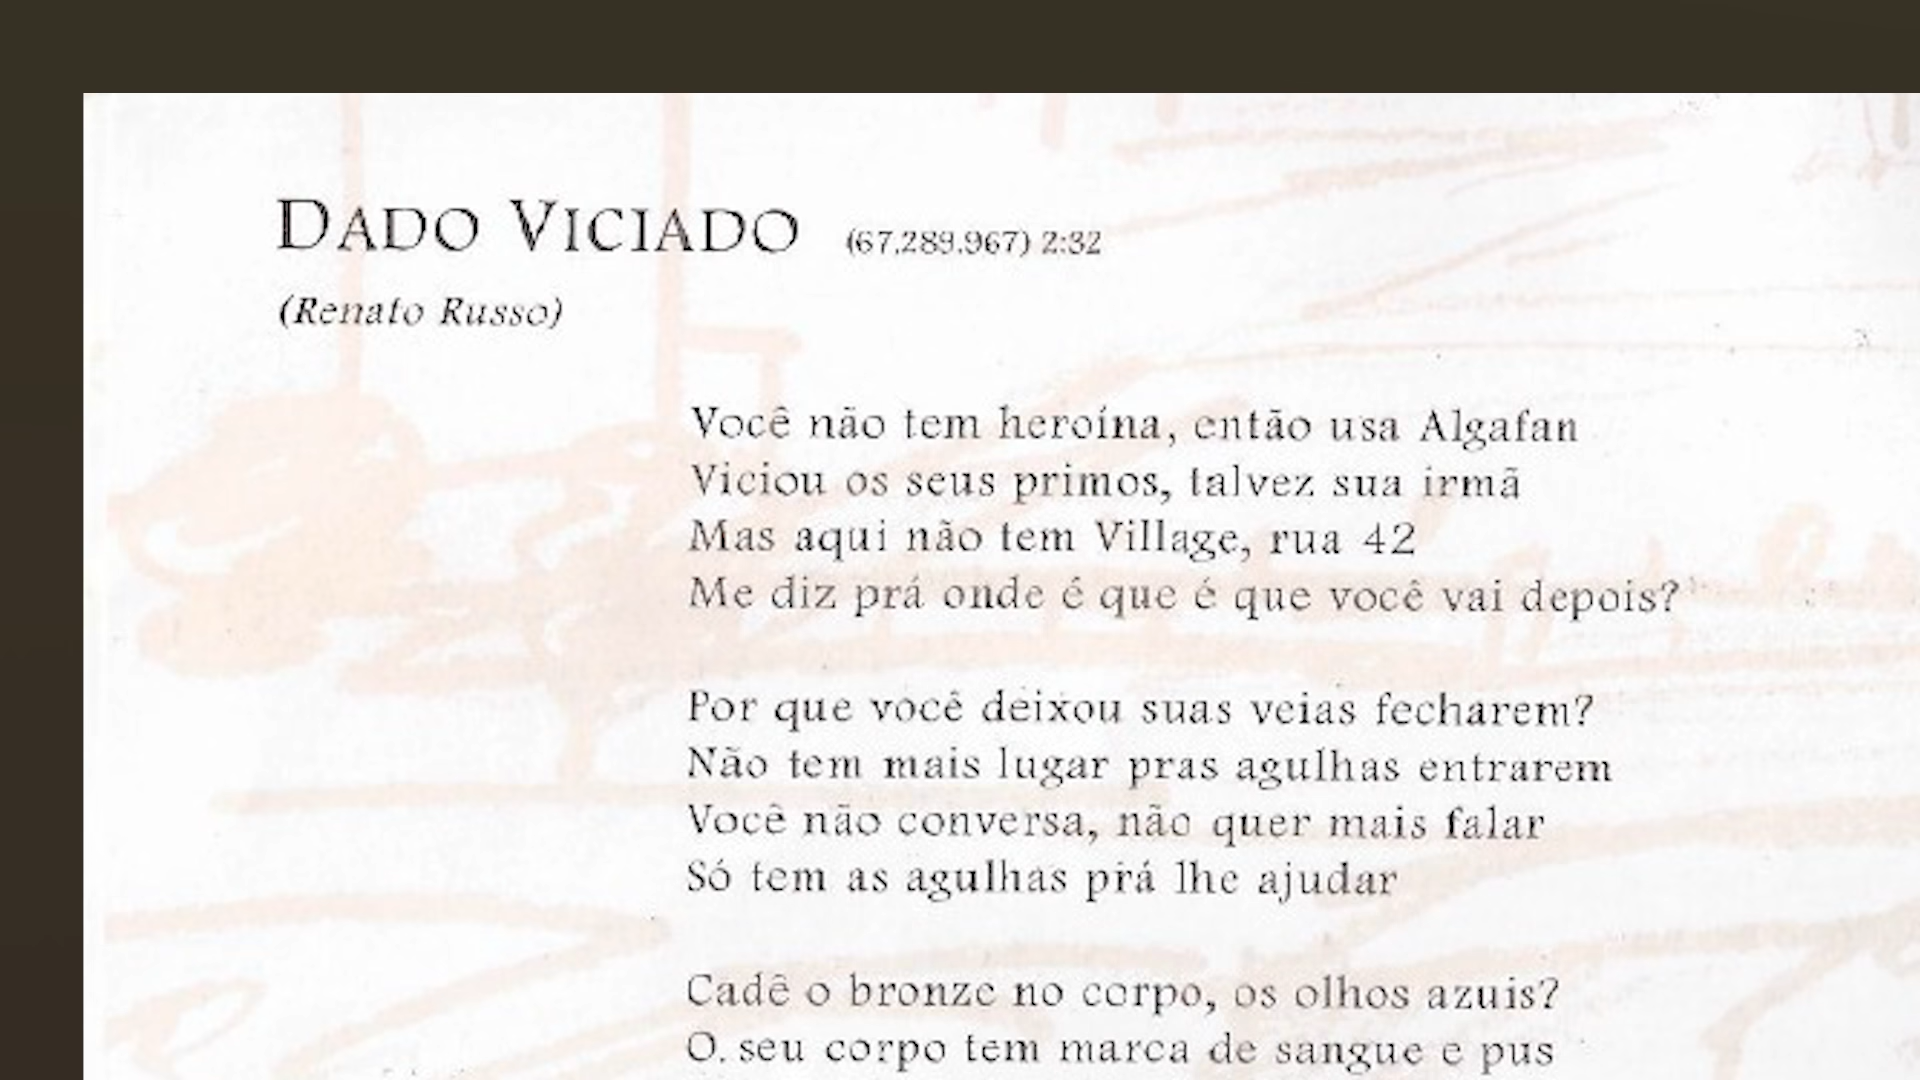 DADO VICIADO (67.289.967) 2:32
(Renato Russo)
Você não tem heroína, então usa Algafan
Viciou os seus primos, talvez sua irmã
Mas aqui não tem Village, rua 42
Me diz prá onde é que é que você vai depois?
Por que você deixou suas veias fecharem?
Não tem mais lugar pras agulhas entrarem
Você não conversa, não quer mais falar
Só tem as agulhas prá lhe ajudar
Cadê o bronze no corpo, os olhos azuis?
O seu corpo tem marca de sangue e pus